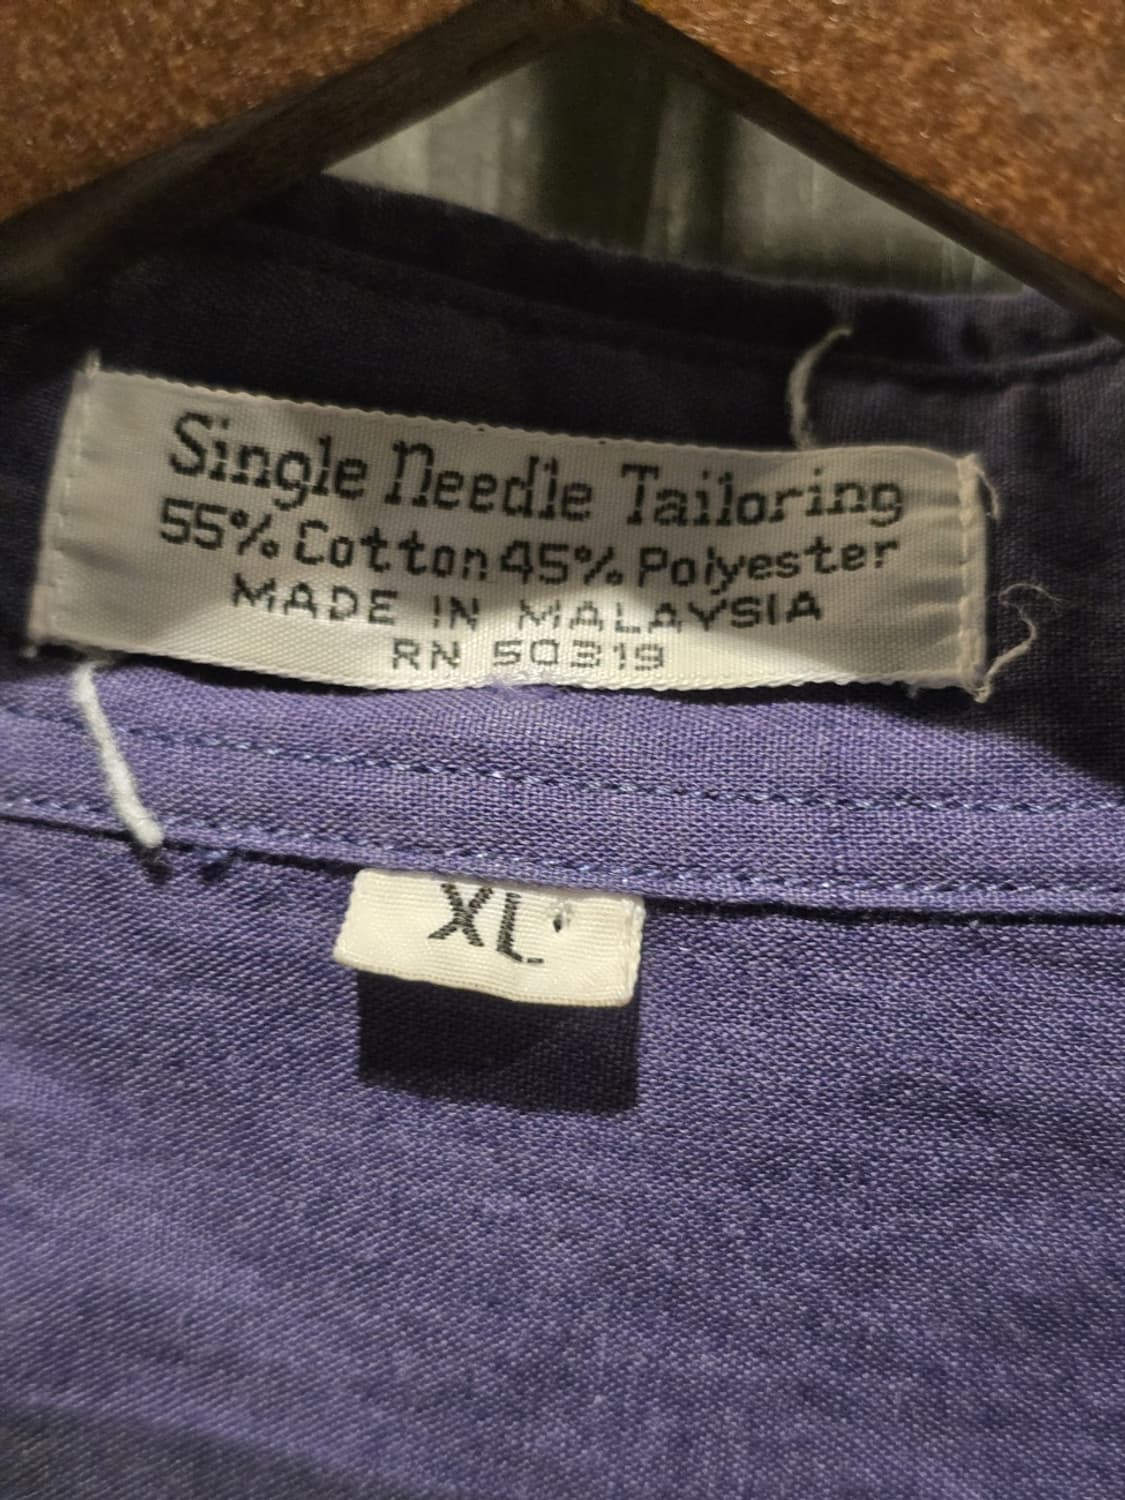 Single Needle Tailoring
55% Cotton 45% Polyester
MADE IN MALAYSIA
RN 50319
XL